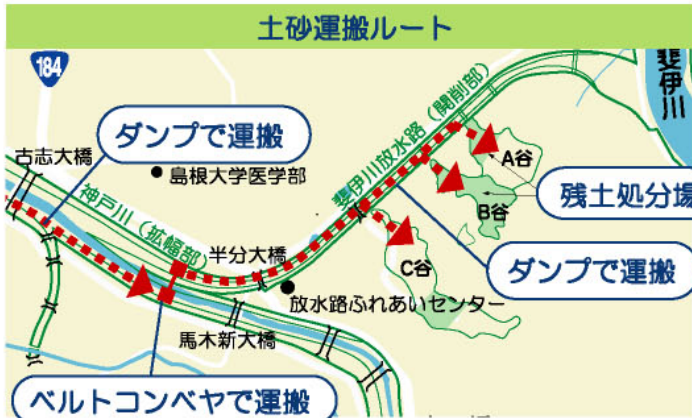 土砂運搬ルート
184
斐伊川
斐伊川放水路（開削部）
ダンプで運搬
古志大橋
島根大学医学部
A谷
残土処分場
B谷
神戸川（拡幅部）
半分大橋
C谷
ダンプで運搬
放水路ふれあいセンター
馬木新大橋
ベルトコンベヤで運搬